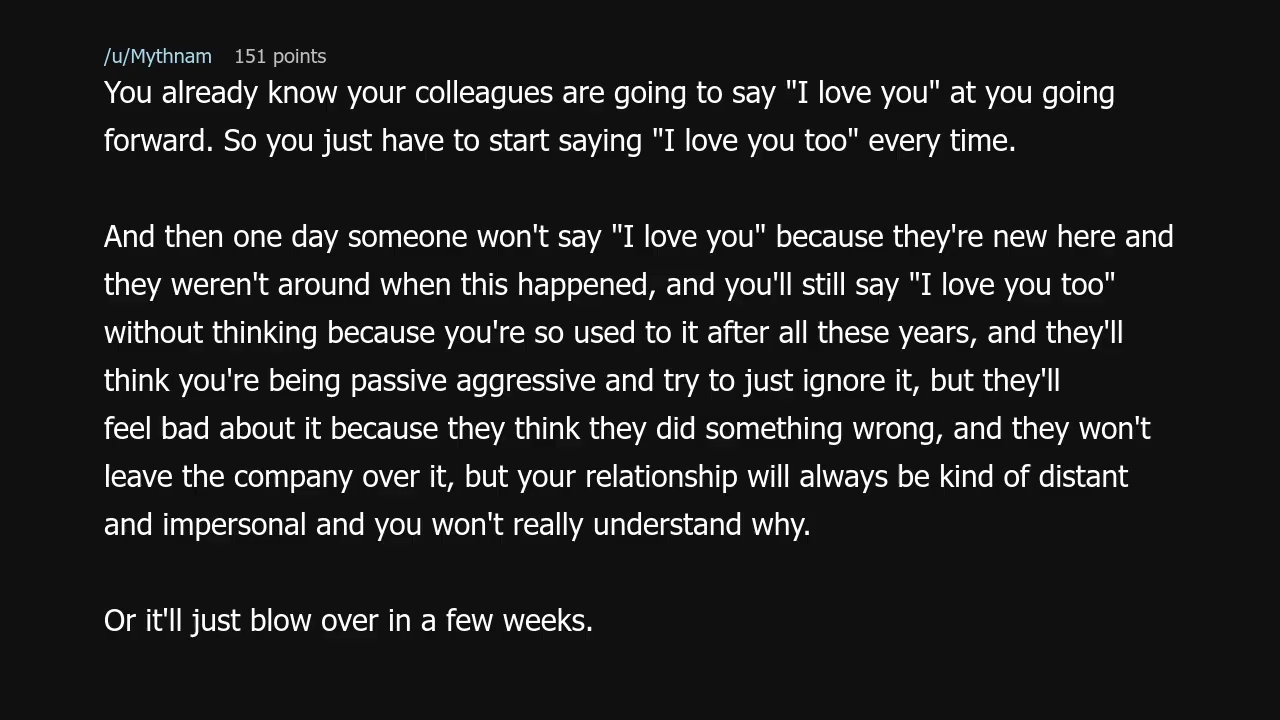 /u/Mythnam 151 points
You already know your colleagues are going to say "I love you" at you going
forward. So you just have to start saying "I love you too" every time.
And then one day someone won't say "I love you" because they're new here and
they weren't around when this happened, and you'll still say "I love you too"
without thinking because you're so used to it after all these years, and they'll
think you're being passive aggressive and try to just ignore it, but they'll
feel bad about it because they think they did something wrong, and they won't
leave the company over it, but your relationship will always be kind of distant
and impersonal and you won't really understand why.
Or it'll just blow over in a few weeks.